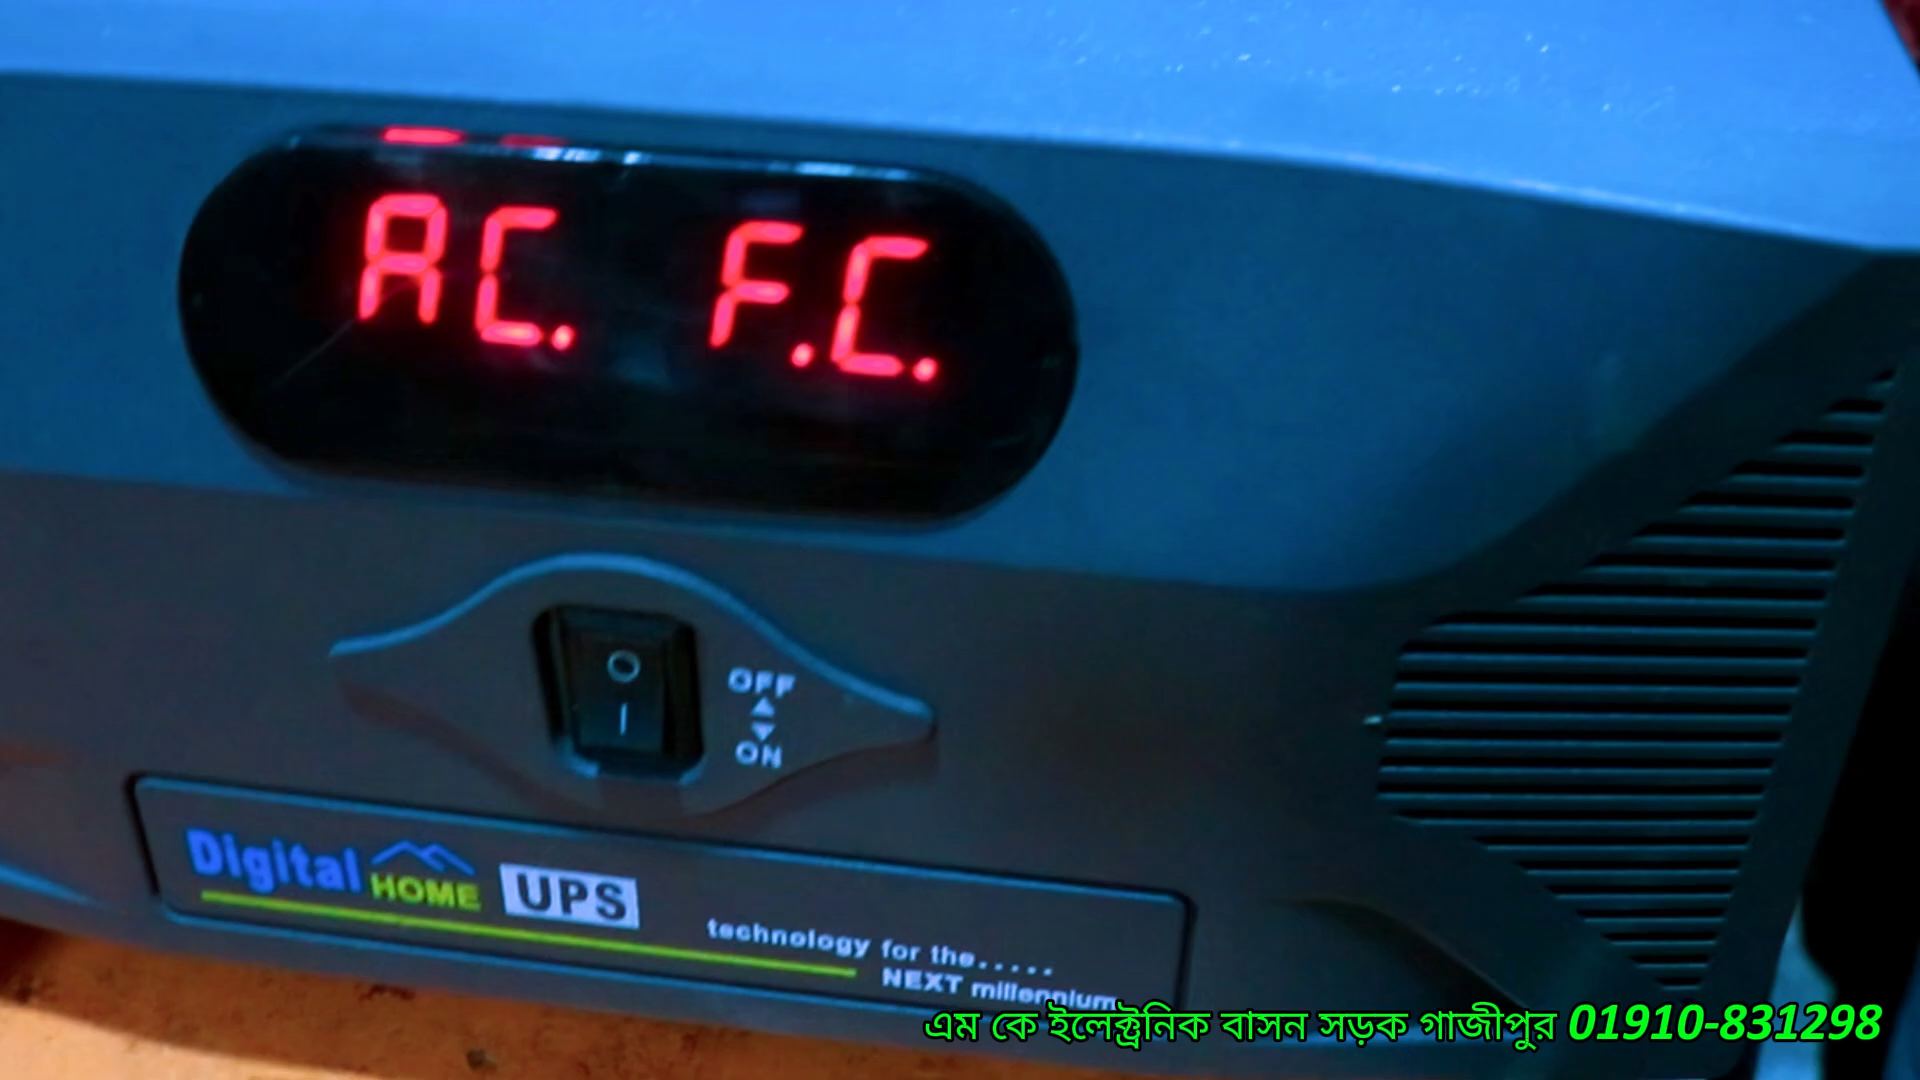 AC. F.C.
OFF
ON
Digital HOME UPS
technology for the.....
NEXT millennium
এম কে ইলেক্ট্রনিক বাসন সড়ক গাজীপুর 01910-831298